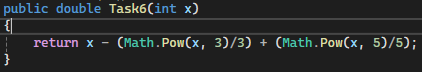 public double Task6(int x)
{
return x - (Math.Pow(x, 3)/3) + (Math.Pow(x, 5)/5);
}